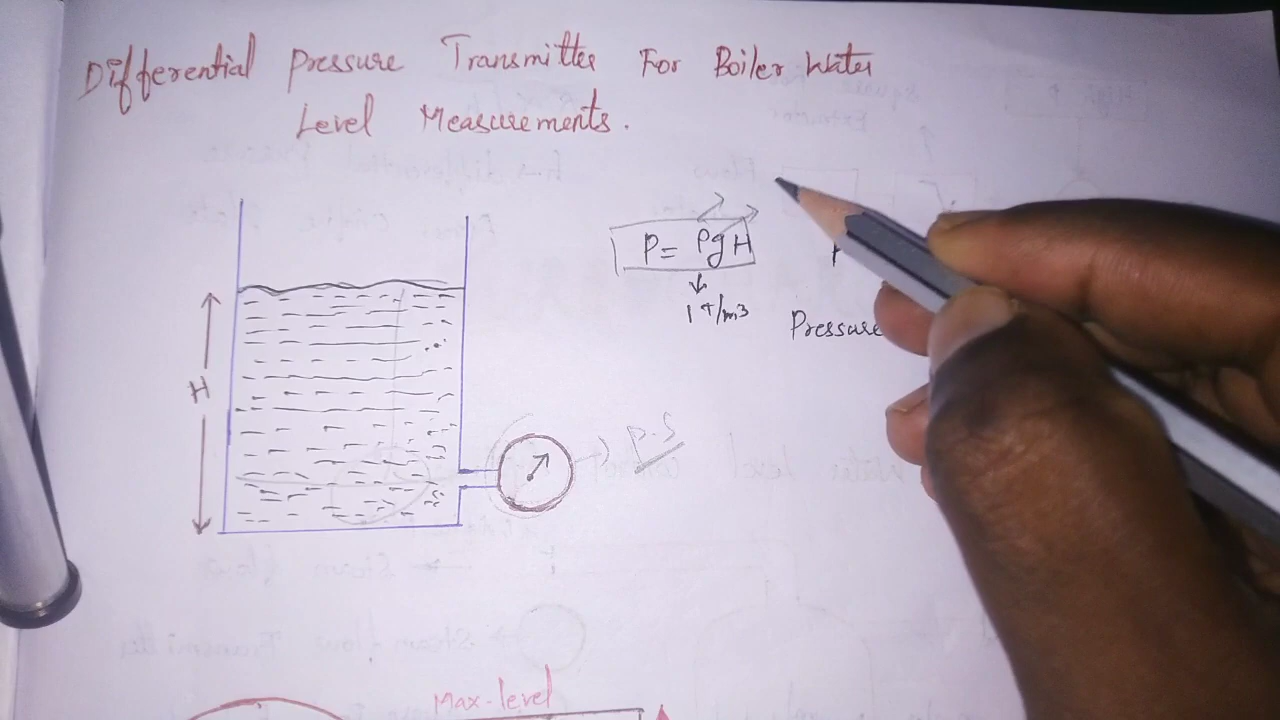 Differential Pressure Transmitter For Boiler Water
Level Measurements.
P = ρgH
1 T/m3
Pressure
H
P.S
Max-level